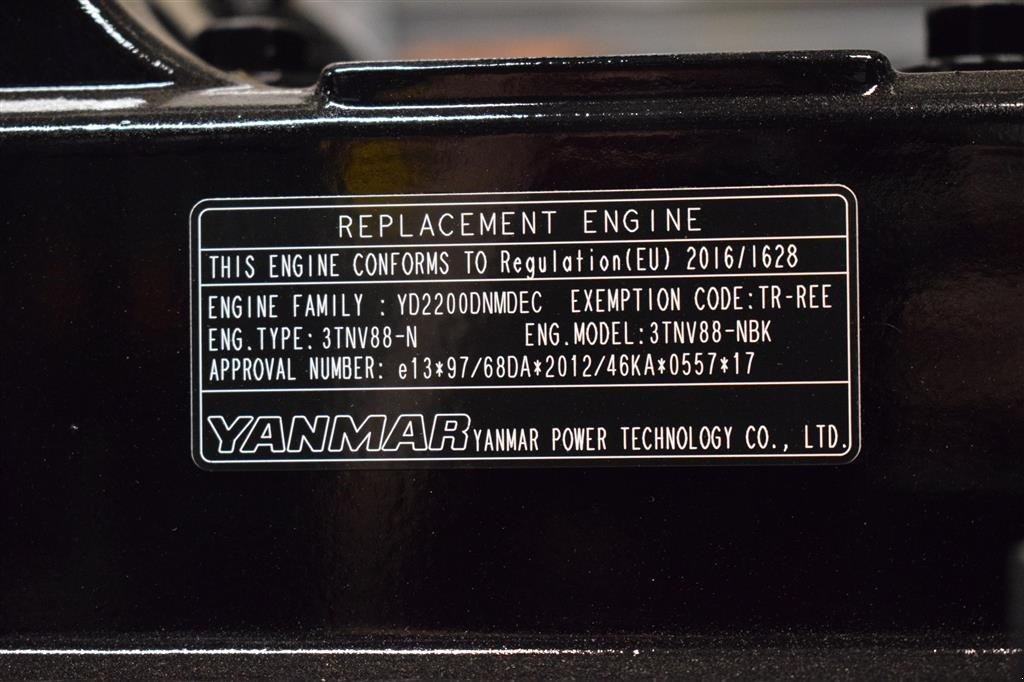 REPLACEMENT ENGINE
THIS ENGINE CONFORMS TO Regulation(EU) 2016/1628
ENGINE FAMILY : YD2200DNMDEC EXEMPTION CODE:TR-REE
ENG.TYPE: 3TNV88-N ENG.MODEL:3TNV88-NBK
APPROVAL NUMBER: e13*97/68DA*2012/46KA*0557*17
YANMAR YANMAR POWER TECHNOLOGY CO., LTD.